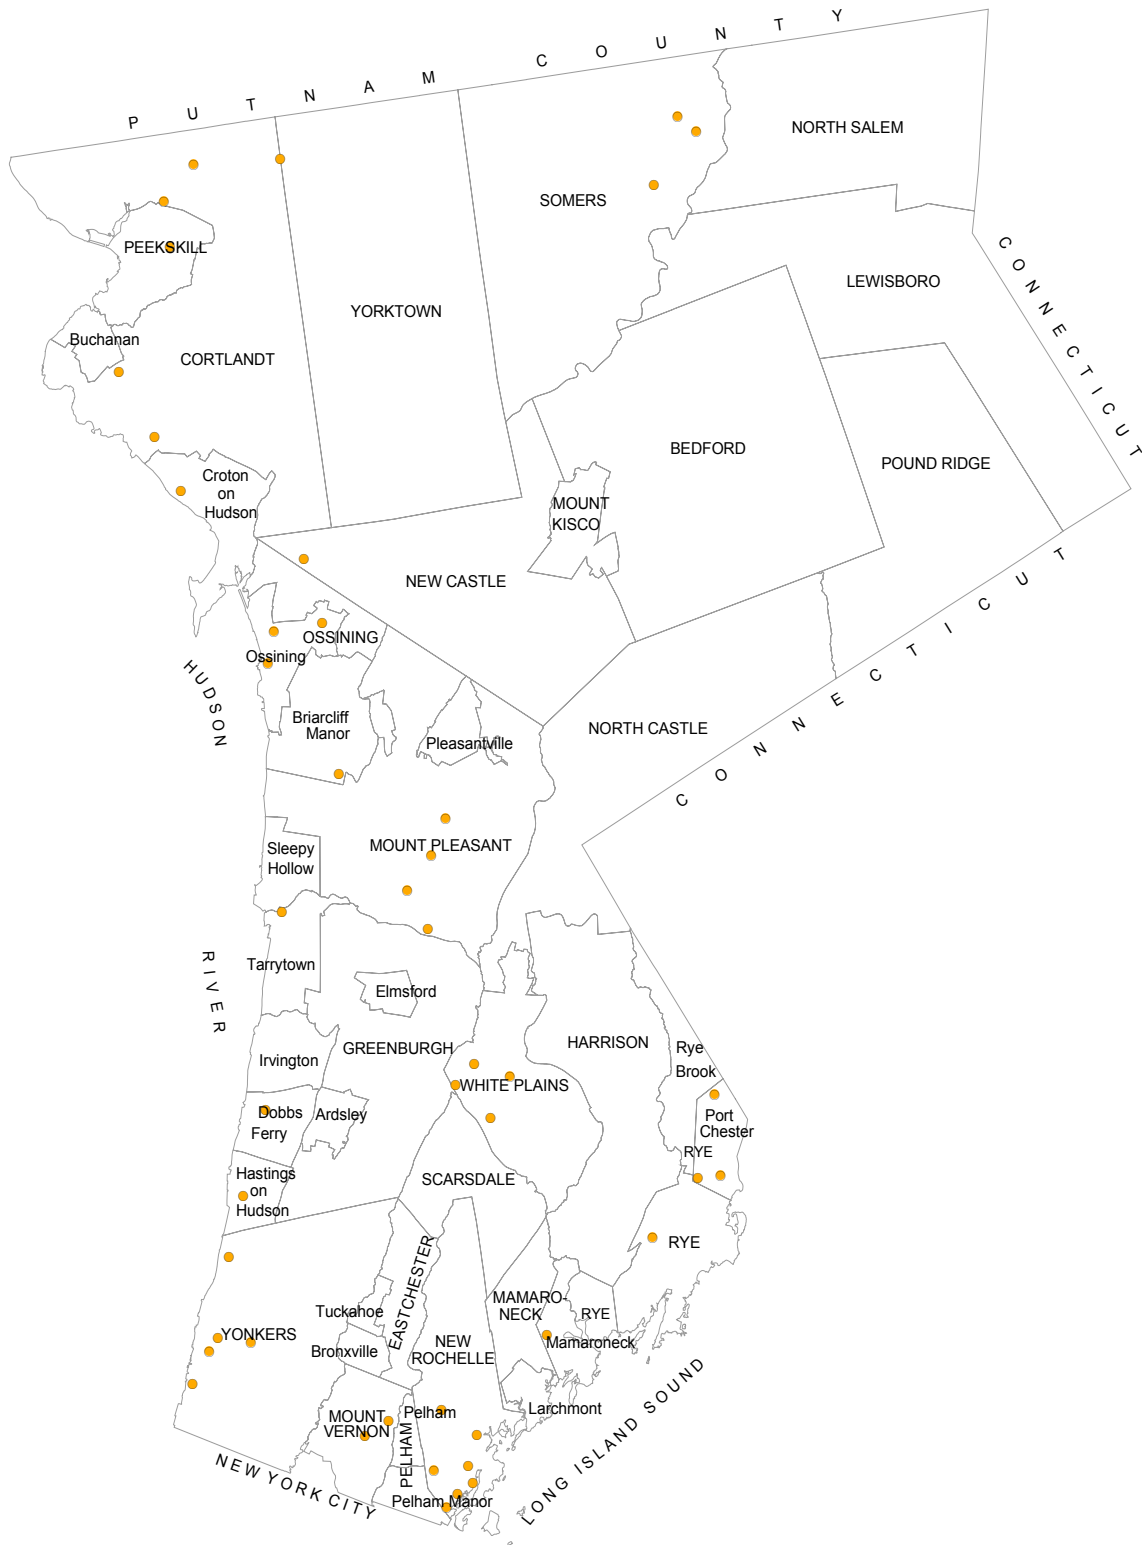 PUTNAM COUNTY
NORTH SALEM
SOMERS
PEEKSKILL
CONNECTICUT
LEWISBORO
YORKTOWN
Buchanan
CORTLANDT
BEDFORD
POUND RIDGE
Croton
on
Hudson
MOUNT
KISCO
NEW CASTLE
CONNECTICUT
OSSINING
Ossining
HUDSON
RIVER
Briarcliff
Manor
Pleasantville
NORTH CASTLE
MOUNT PLEASANT
Sleepy
Hollow
Tarrytown
Elmsford
GREENBURGH
HARRISON
Rye
Brook
Irvington
WHITE PLAINS
Dobbs
Ferry
Ardsley
Port
Chester
RYE
Hastings
on
Hudson
SCARSDALE
RYE
EASTCHESTER
MAMARO-
NECK
RYE
Tuckahoe
YONKERS
Bronxville
NEW
ROCHELLE
Mamaroneck
Larchmont
MOUNT
VERNON
Pelham
PELHAM
Pelham Manor
NEW YORK CITY
LONG ISLAND SOUND